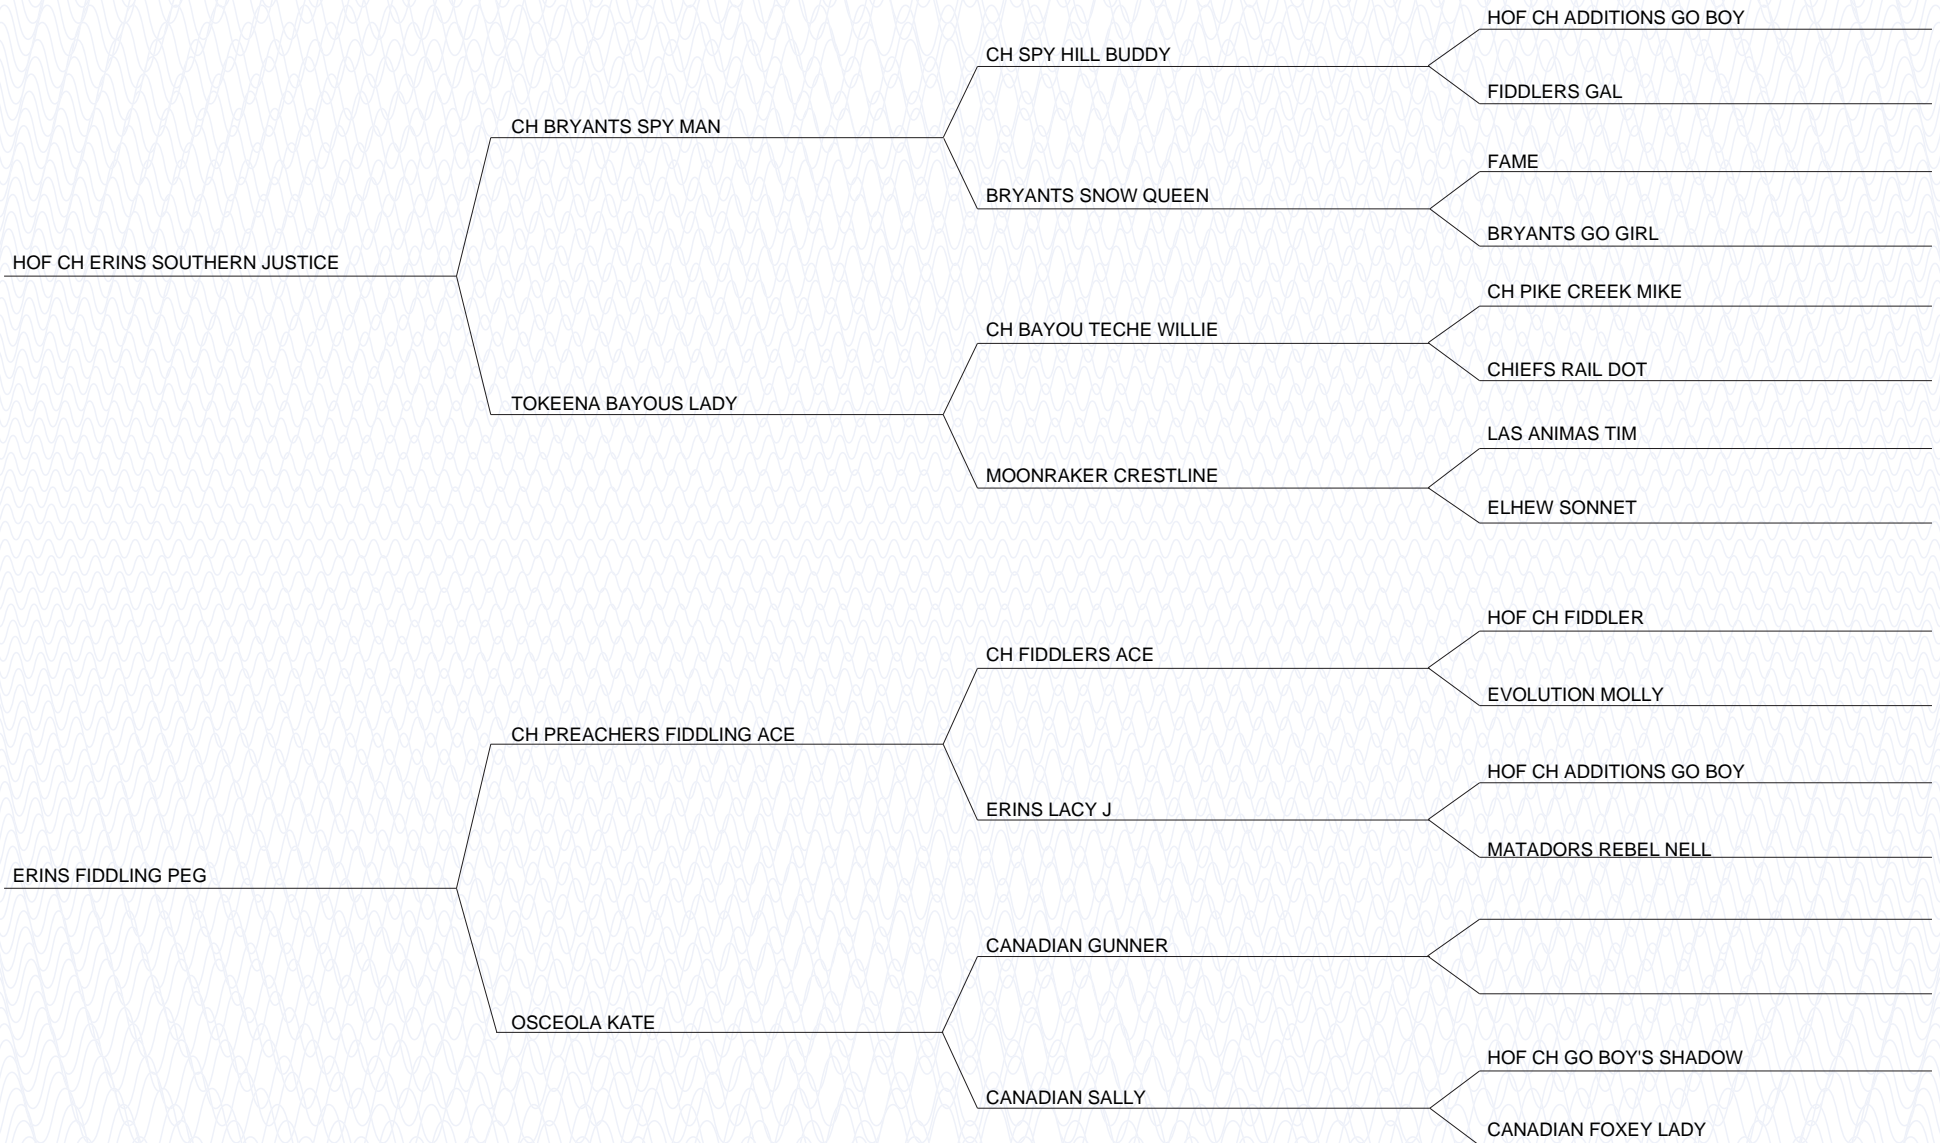 HOF CH ADDITIONS GO BOY
CH SPY HILL BUDDY
FIDDLERS GAL
CH BRYANTS SPY MAN
FAME
BRYANTS SNOW QUEEN
BRYANTS GO GIRL
HOF CH ERINS SOUTHERN JUSTICE
CH PIKE CREEK MIKE
CH BAYOU TECHE WILLIE
CHIEFS RAIL DOT
TOKEENA BAYOUS LADY
LAS ANIMAS TIM
MOONRAKER CRESTLINE
ELHEW SONNET
HOF CH FIDDLER
CH FIDDLERS ACE
EVOLUTION MOLLY
CH PREACHERS FIDDLING ACE
HOF CH ADDITIONS GO BOY
ERINS LACY J
MATADORS REBEL NELL
ERINS FIDDLING PEG
CANADIAN GUNNER
OSCEOLA KATE
HOF CH GO BOY'S SHADOW
CANADIAN SALLY
CANADIAN FOXEY LADY